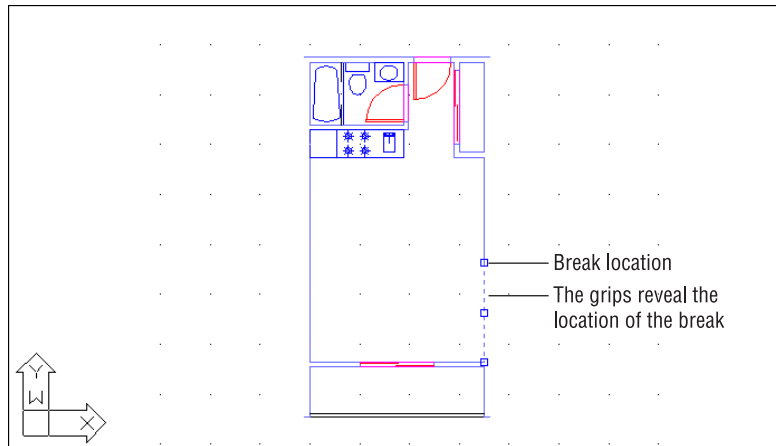 Break location
The grips reveal the
location of the break
Y
W
X